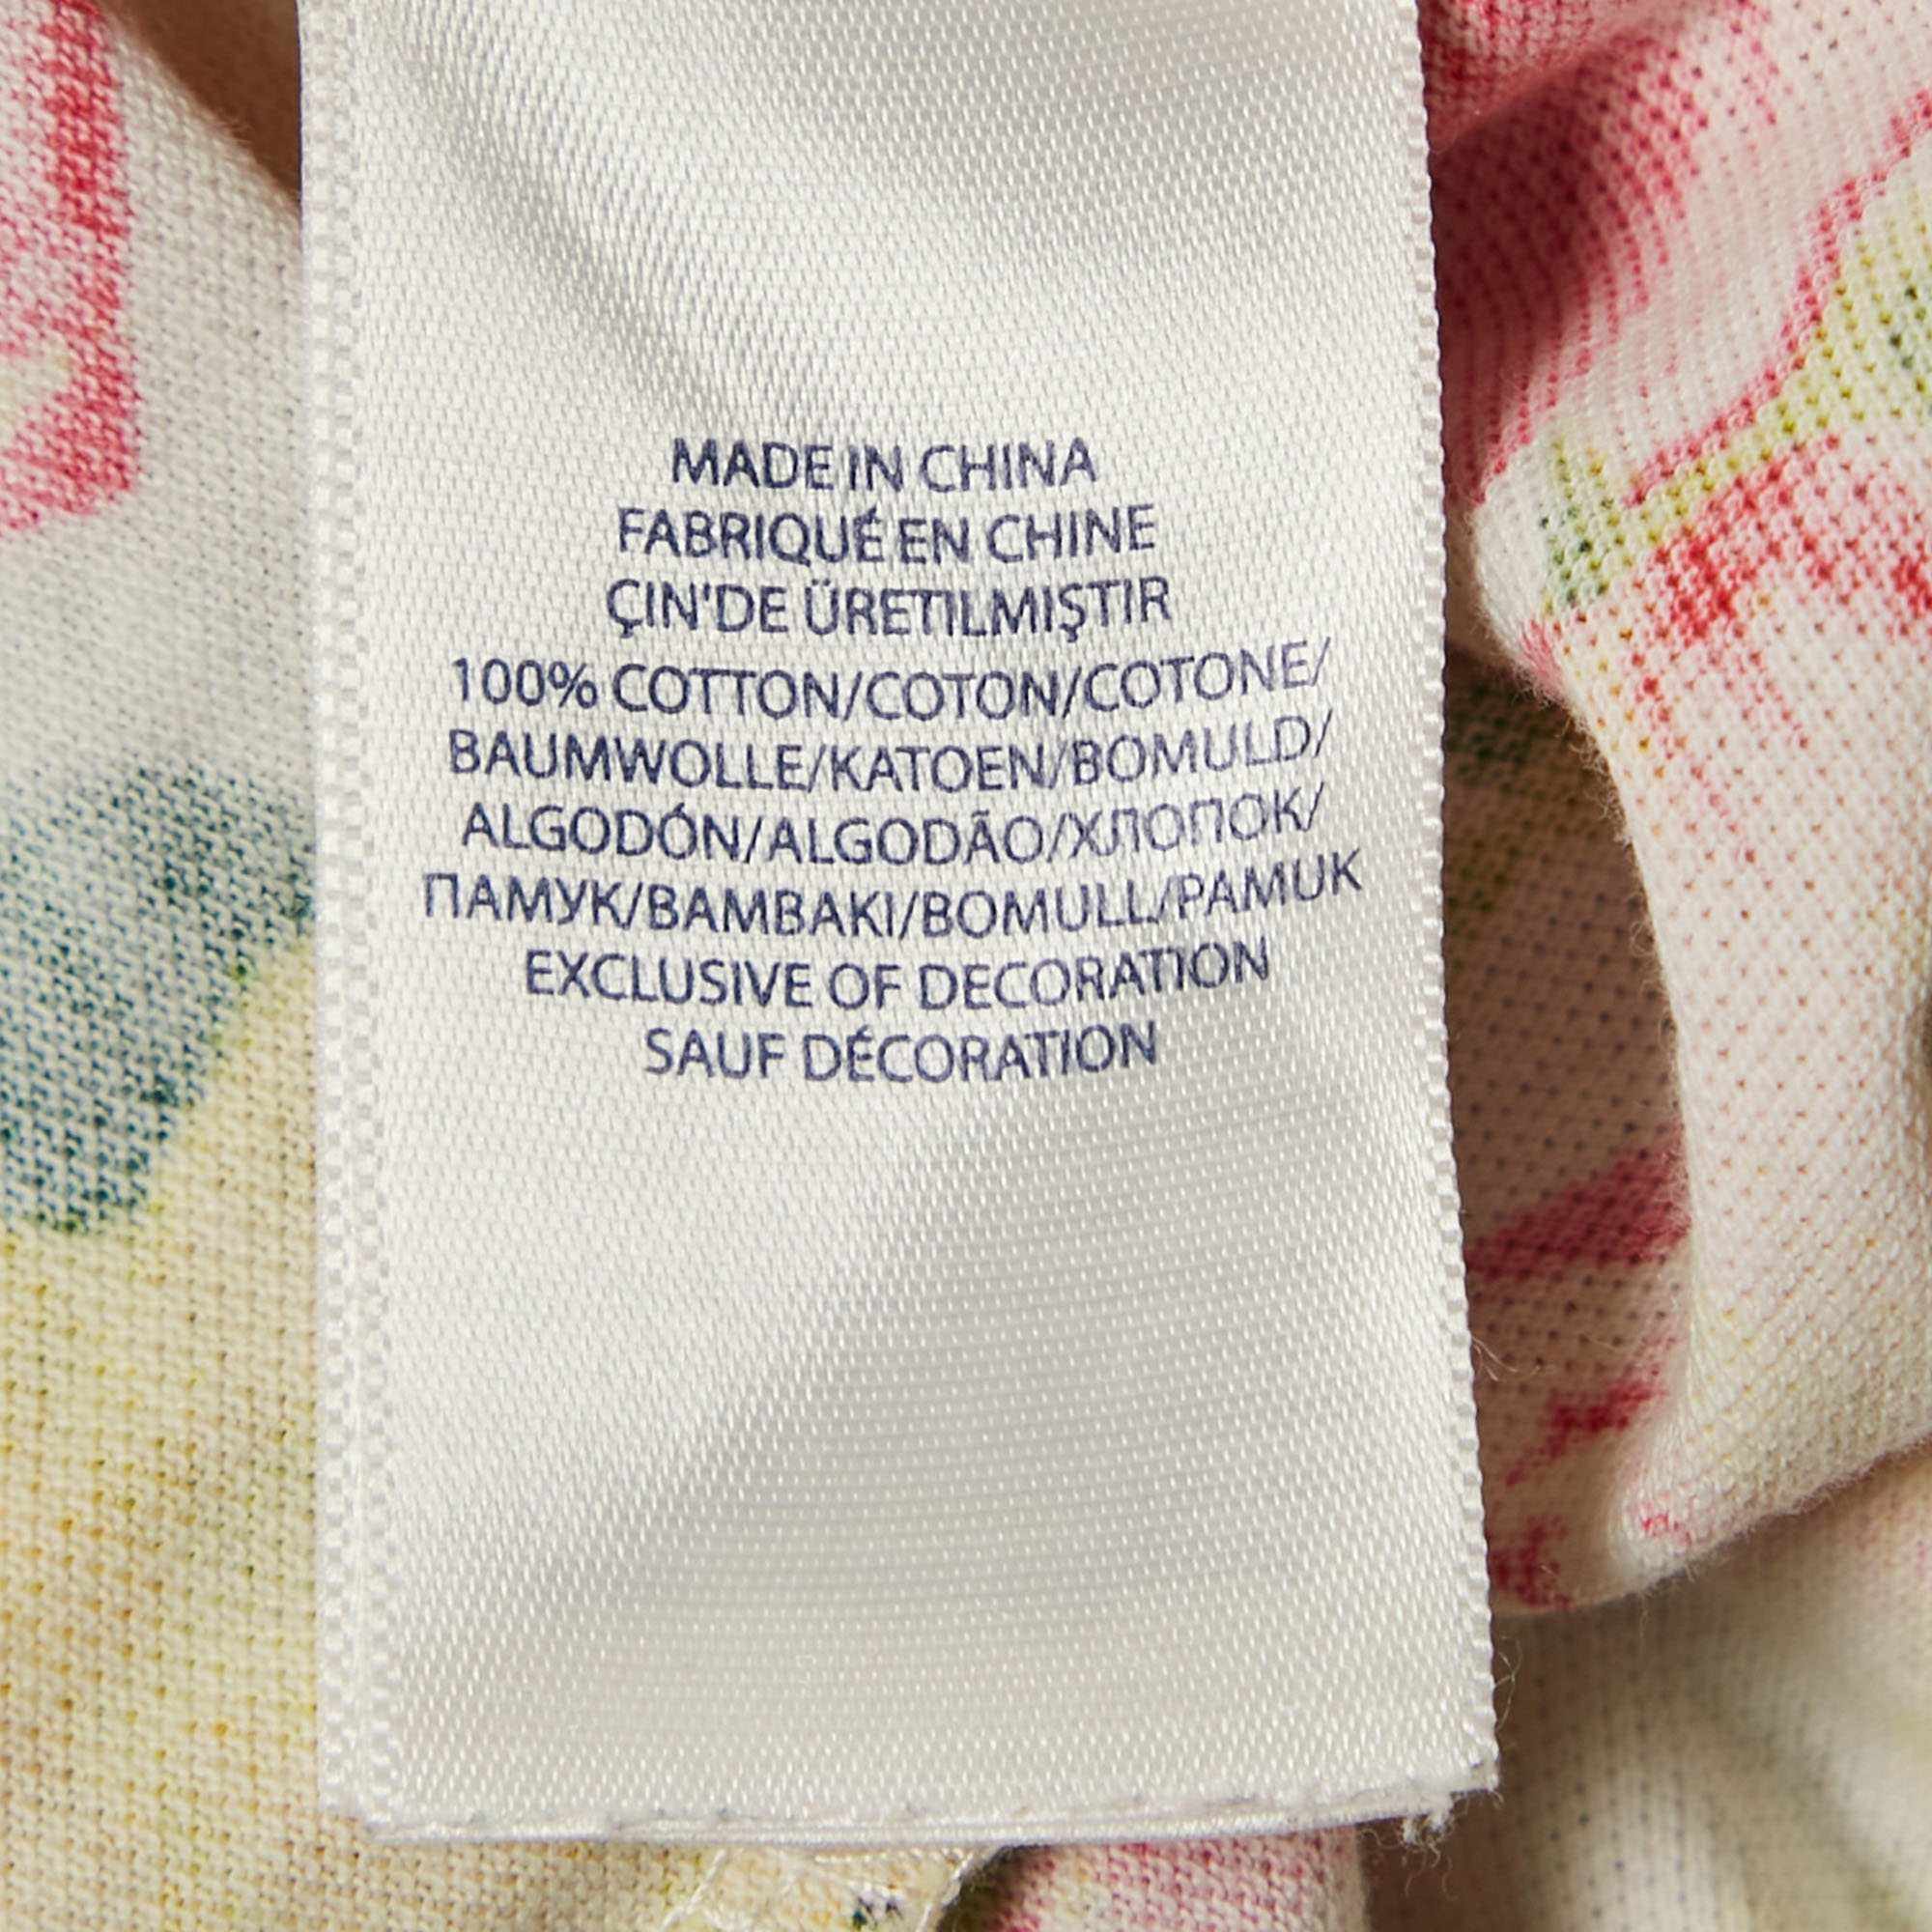 MADE IN CHINA
FABRIQUÉ EN CHINE
ÇIN'DE ÜRETILMIŞTIR
100% COTTON/COTON/COTONE/
BAUMWOLLE/KATOEN/BOMULD/
ALGODÓN/ALGODÃO/ХЛОПОК/
ПАМУК/BAMBAKI/BOMULL/PAMUK
EXCLUSIVE OF DECORATION
SAUF DÉCORATION